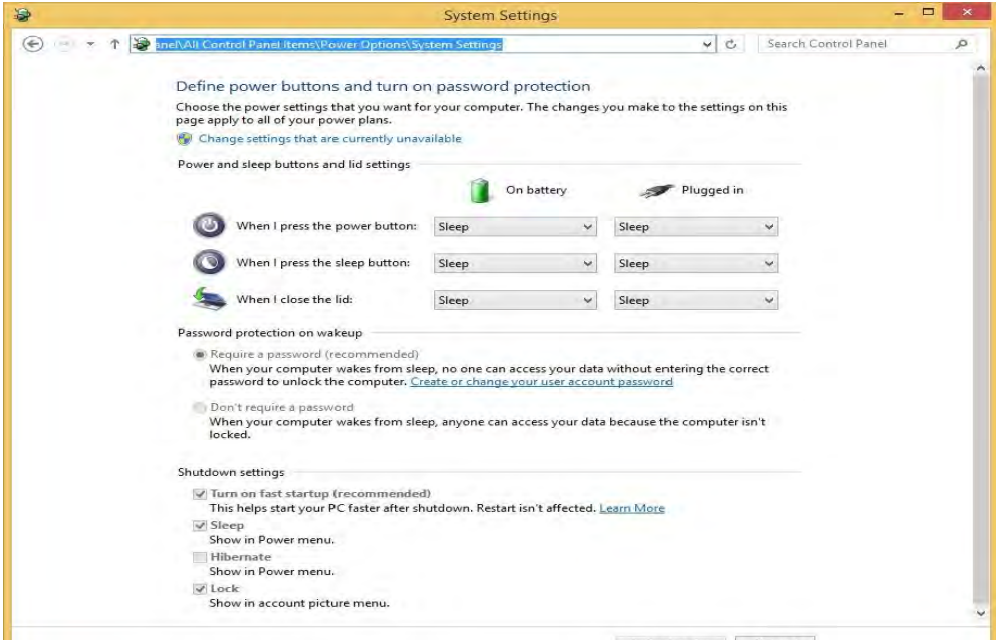 System Settings
anel\All Control Panel Items\Power Options\System Settings
Search Control Panel
Define power buttons and turn on password protection
Choose the power settings that you want for your computer. The changes you make to the settings on this
page apply to all of your power plans.
Change settings that are currently unavailable
Power and sleep buttons and lid settings
On battery Plugged in
When I press the power button: Sleep Sleep
When I press the sleep button: Sleep Sleep
When I close the lid: Sleep Sleep
Password protection on wakeup
Require a password (recommended)
When your computer wakes from sleep, no one can access your data without entering the correct
password to unlock the computer. Create or change your user account password
Don't require a password
When your computer wakes from sleep, anyone can access your data because the computer isn't
locked.
Shutdown settings
Turn on fast startup (recommended)
This helps start your PC faster after shutdown. Restart isn't affected. Learn More
Sleep
Show in Power menu.
Hibernate
Show in Power menu.
Lock
Show in account picture menu.